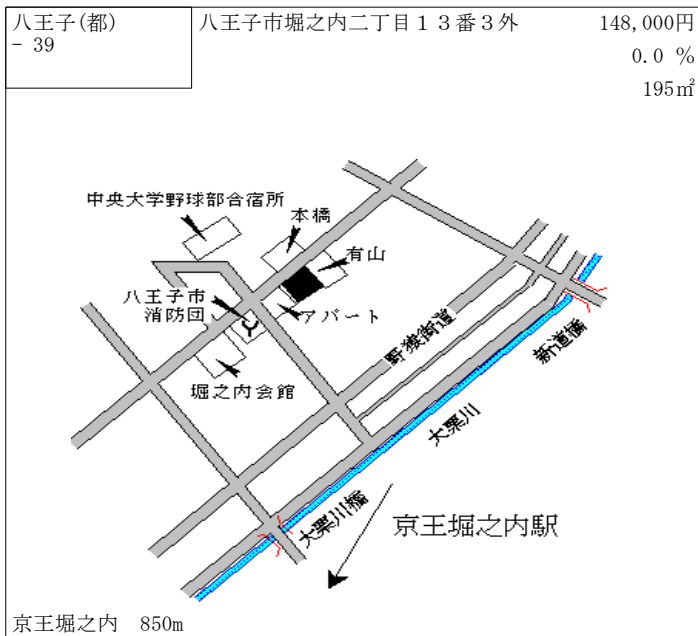 八王子(都)
- 39
八王子市堀之内二丁目１３番３外
148,000円
0.0 %
195㎡
中央大学野球部合宿所
本橋
有山
八王子市
消防団
アパート
堀之内会館
野猿街道
新道橋
大栗川
大栗川橋
京王堀之内駅
京王堀之内　850m